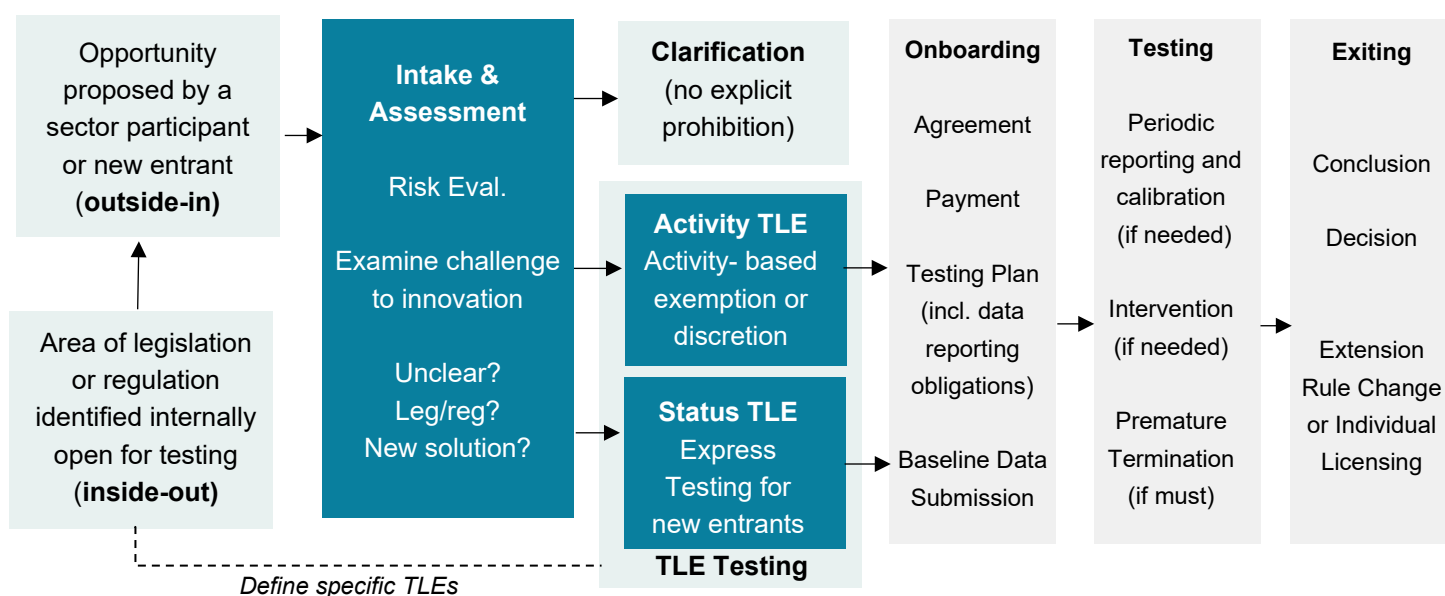 Opportunity
proposed by a
sector participant
or new entrant
(outside-in)
Area of legislation
or regulation
identified internally
open for testing
(inside-out)
Define specific TLEs
Intake &
Assessment
Risk Eval.
Examine challenge
to innovation
Unclear?
Leg/reg?
New solution?
Clarification
(no explicit
prohibition)
Activity TLE
Activity- based
exemption or
discretion
Status TLE
Express
Testing for
new entrants
TLE Testing
Onboarding
Agreement
Payment
Testing Plan
(incl. data
reporting
obligations)
Baseline Data
Submission
Testing
Periodic
reporting and
calibration
(if needed)
Intervention
(if needed)
Premature
Termination
(if must)
Exiting
Conclusion
Decision
Extension
Rule Change
or Individual
Licensing